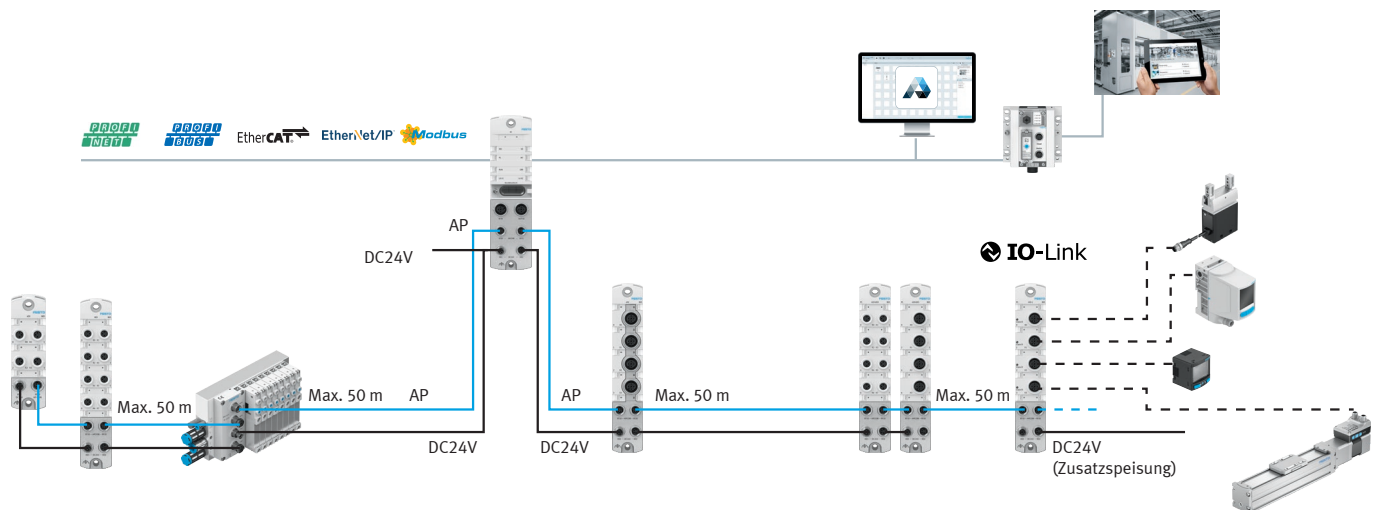 PROFI
NET
PROFI
BUS
EtherCAT
EtherNet/IP
Modbus
AP
DC24V
IO-Link
Max. 50 m
Max. 50 m
AP
AP
Max. 50 m
Max. 50 m
DC24V
DC24V
DC24V
(Zusatzspeisung)